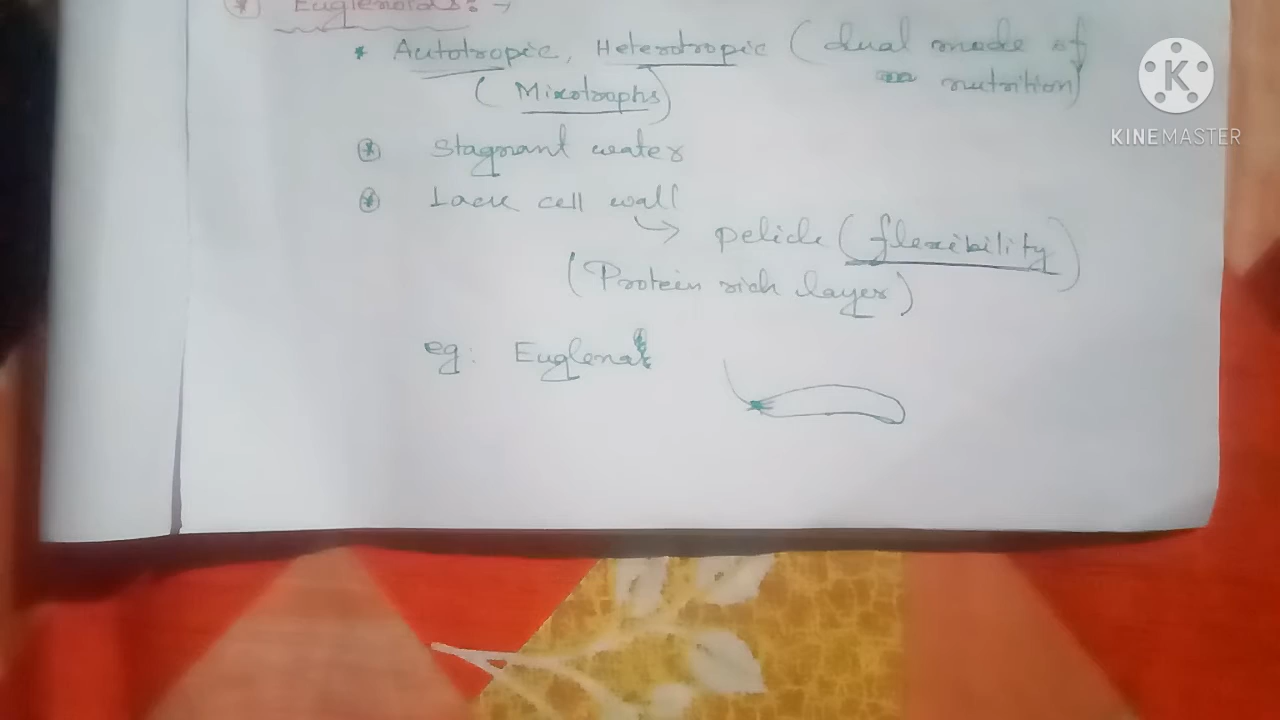 * Euglenoids: →
* Autotropic, Heterotropic (dual mode of
nutrition)
(Mixotrophs)
* Stagnant water
* Lack cell wall
→ pelicle (flexibility)
(Protein rich layer)
eg: Euglena
K
KINEMASTER